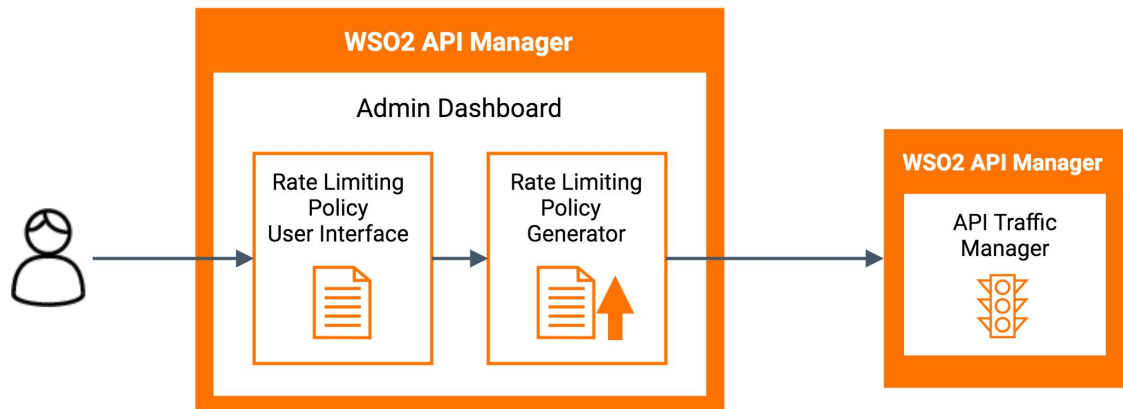 WSO2 API Manager
Admin Dashboard
Rate Limiting
Policy
User Interface
Rate Limiting
Policy
Generator
WSO2 API Manager
API Traffic
Manager